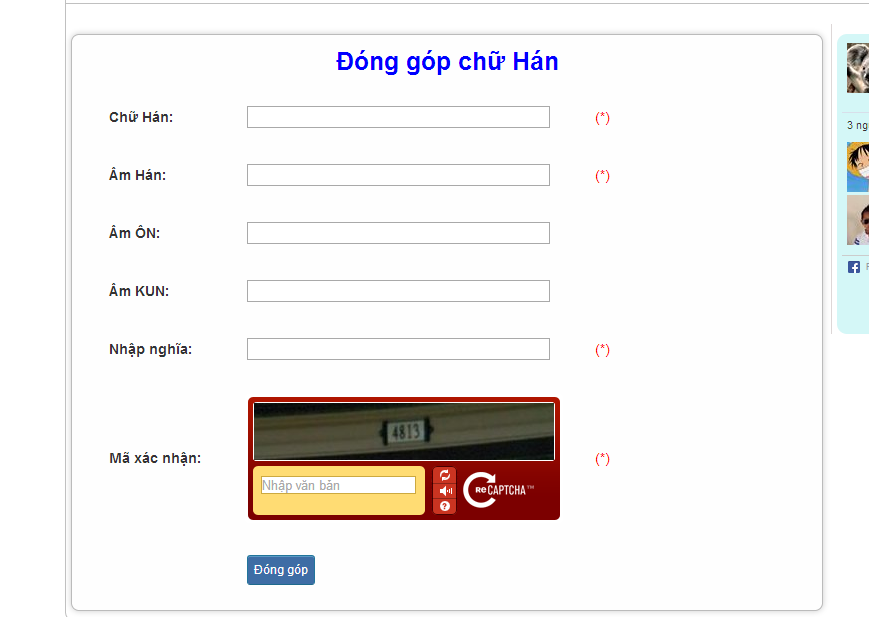 Đóng góp chữ Hán
Chữ Hán: (*)
Âm Hán: (*)
Âm ÔN:
Âm KUN:
Nhập nghĩa: (*)
4813
Mã xác nhận: (*)
Nhập văn bản
reCAPTCHA™
Đóng góp
3 ng